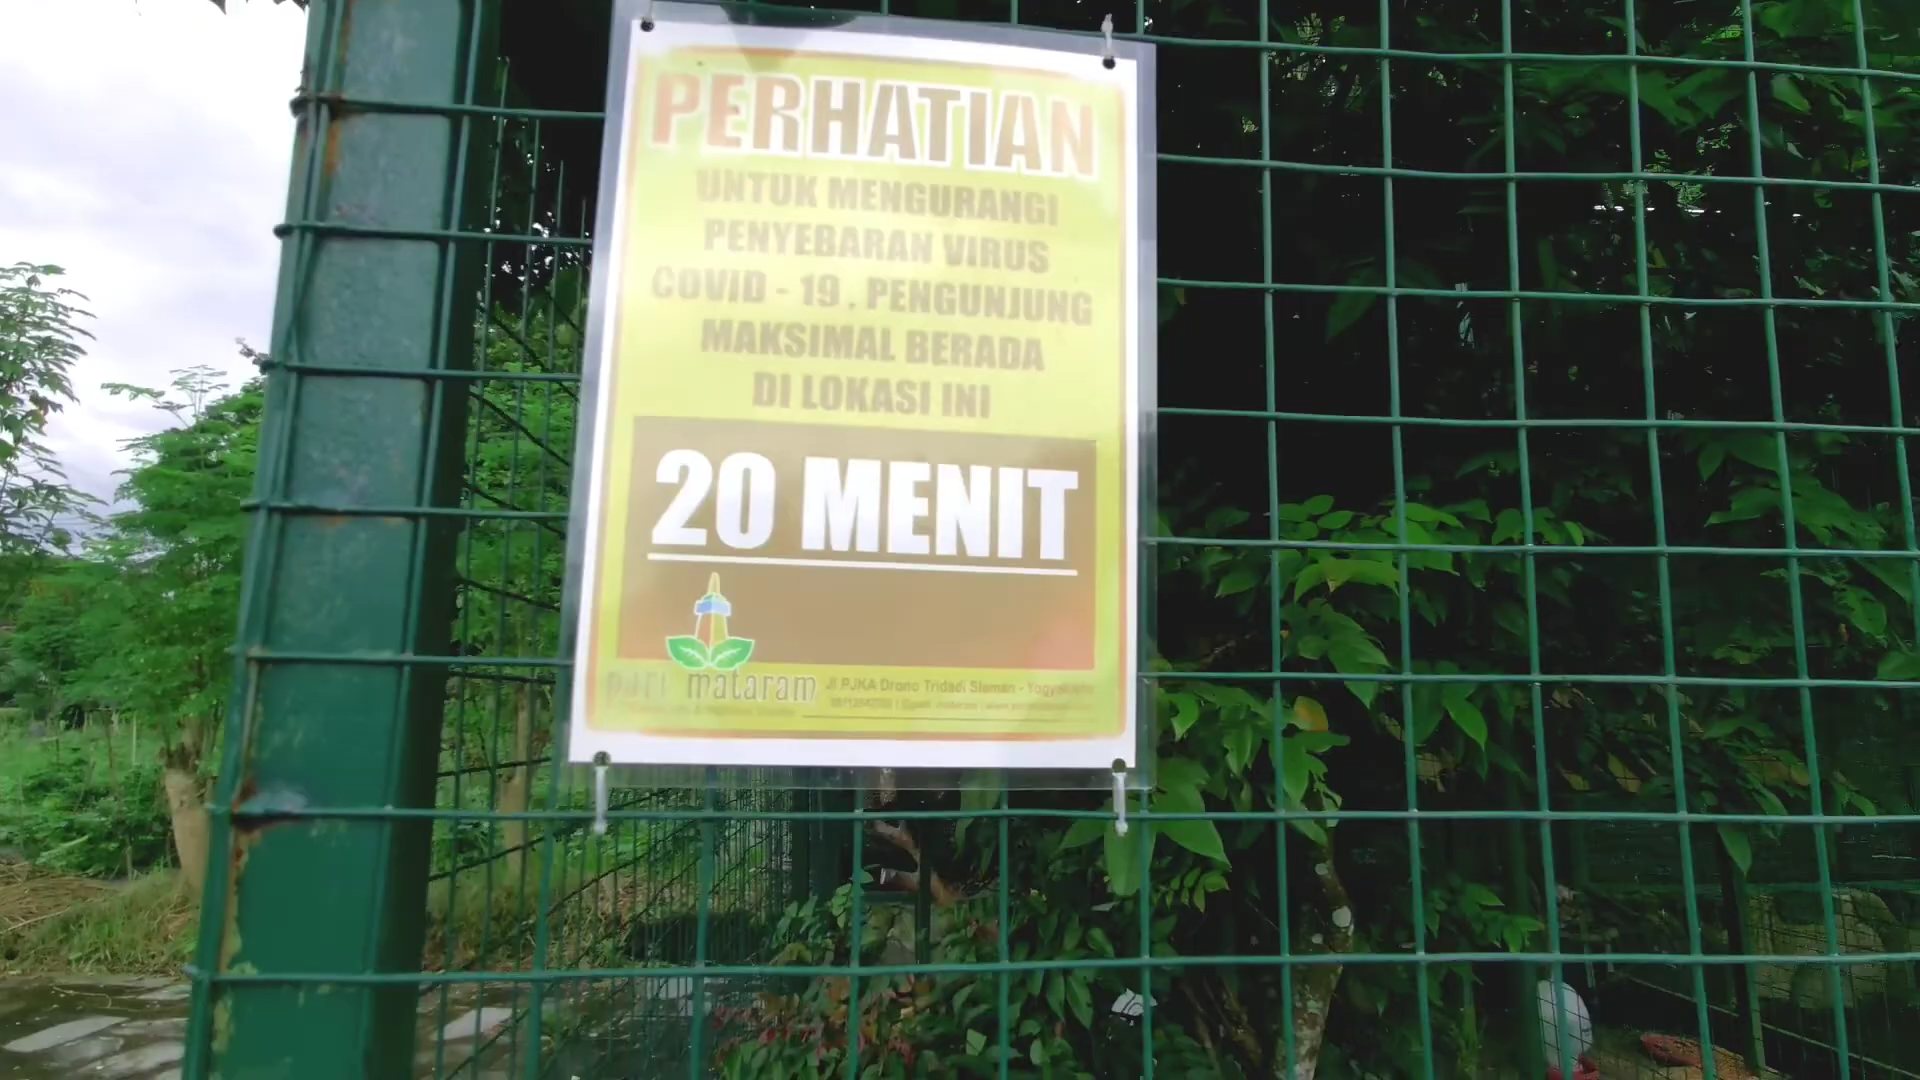 PERHATIAN
UNTUK MENGURANGI
PENYEBARAN VIRUS
COVID - 19 . PENGUNJUNG
MAKSIMAL BERADA
DI LOKASI INI
20 MENIT
puri mataram
Jl PJKA Drono Tridadi Sleman - Yogyakarta